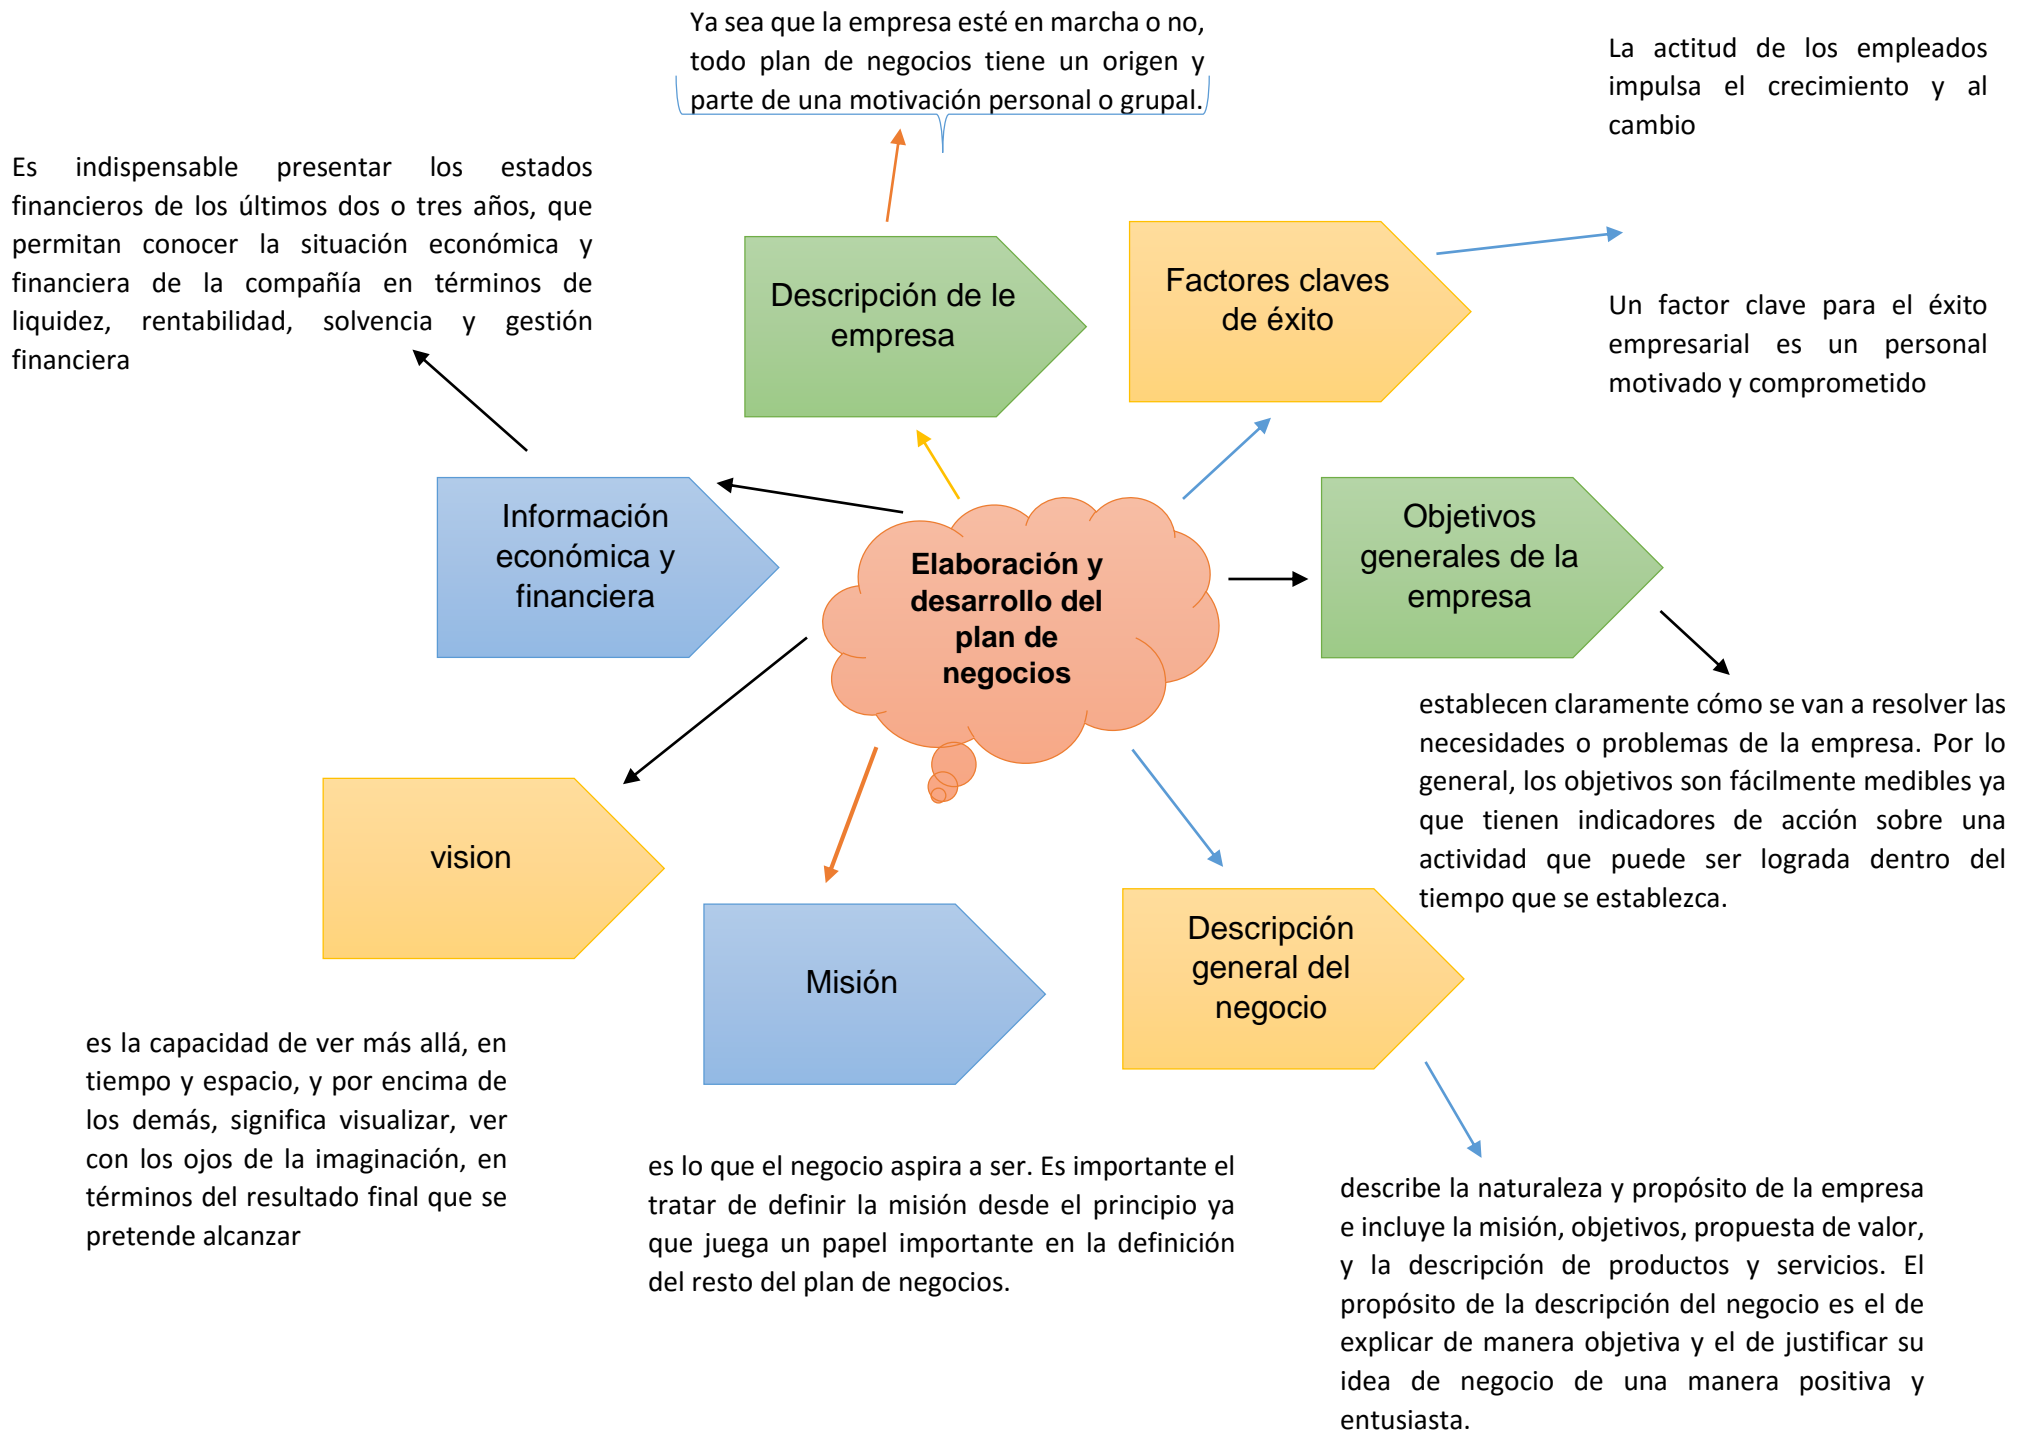 Ya sea que la empresa esté en marcha o no,
todo plan de negocios tiene un origen y
parte de una motivación personal o grupal.
La actitud de los empleados
impulsa el crecimiento y al
cambio
Es indispensable presentar los estados
financieros de los últimos dos o tres años, que
permitan conocer la situación económica y
financiera de la compañía en términos de
liquidez, rentabilidad, solvencia y gestión
financiera
Descripción de le
empresa
Factores claves
de éxito
Un factor clave para el éxito
empresarial es un personal
motivado y comprometido
Información
económica y
financiera
Elaboración y
desarrollo del
plan de
negocios
Objetivos
generales de la
empresa
establecen claramente cómo se van a resolver las
necesidades o problemas de la empresa. Por lo
general, los objetivos son fácilmente medibles ya
que tienen indicadores de acción sobre una
actividad que puede ser lograda dentro del
tiempo que se establezca.
vision
Misión
Descripción
general del
negocio
es la capacidad de ver más allá, en
tiempo y espacio, y por encima de
los demás, significa visualizar, ver
con los ojos de la imaginación, en
términos del resultado final que se
pretende alcanzar
es lo que el negocio aspira a ser. Es importante el
tratar de definir la misión desde el principio ya
que juega un papel importante en la definición
del resto del plan de negocios.
describe la naturaleza y propósito de la empresa
e incluye la misión, objetivos, propuesta de valor,
y la descripción de productos y servicios. El
propósito de la descripción del negocio es el de
explicar de manera objetiva y el de justificar su
idea de negocio de una manera positiva y
entusiasta.